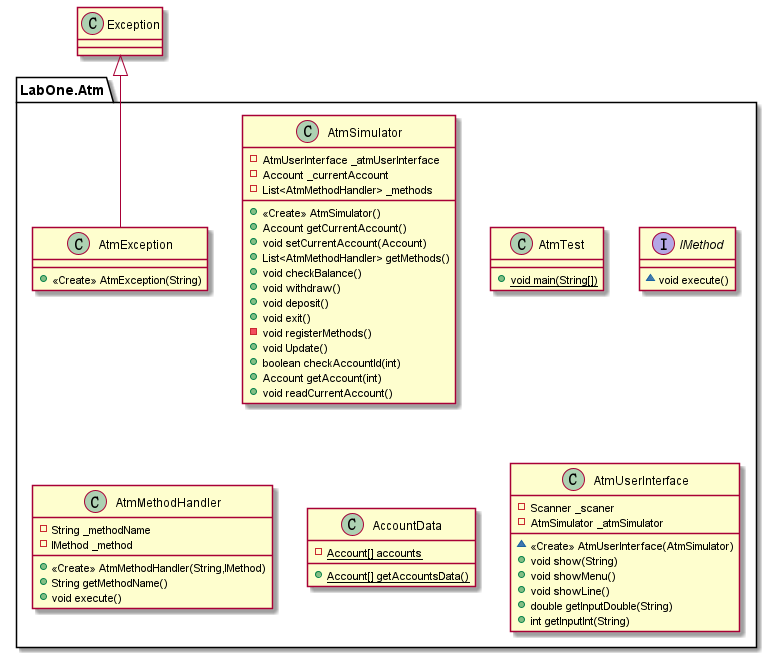 C Exception
LabOne.Atm
C AtmSimulator
AtmUserInterface _atmUserInterface
Account _currentAccount
List<AtmMethodHandler> _methods
«Create» AtmSimulator()
Account getCurrentAccount()
void setCurrentAccount(Account)
List<AtmMethodHandler> getMethods()
void checkBalance()
void withdraw()
void deposit()
void exit()
void registerMethods()
void Update()
boolean checkAccountId(int)
Account getAccount(int)
void readCurrentAccount()
C AtmException
«Create» AtmException(String)
C AtmTest
void main(String[])
I IMethod
void execute()
C AtmMethodHandler
String _methodName
IMethod _method
«Create» AtmMethodHandler(String,IMethod)
String getMethodName()
void execute()
C AccountData
Account[] accounts
Account[] getAccountsData()
C AtmUserInterface
Scanner _scaner
AtmSimulator _atmSimulator
«Create» AtmUserInterface(AtmSimulator)
void show(String)
void showMenu()
void showLine()
double getInputDouble(String)
int getInputInt(String)